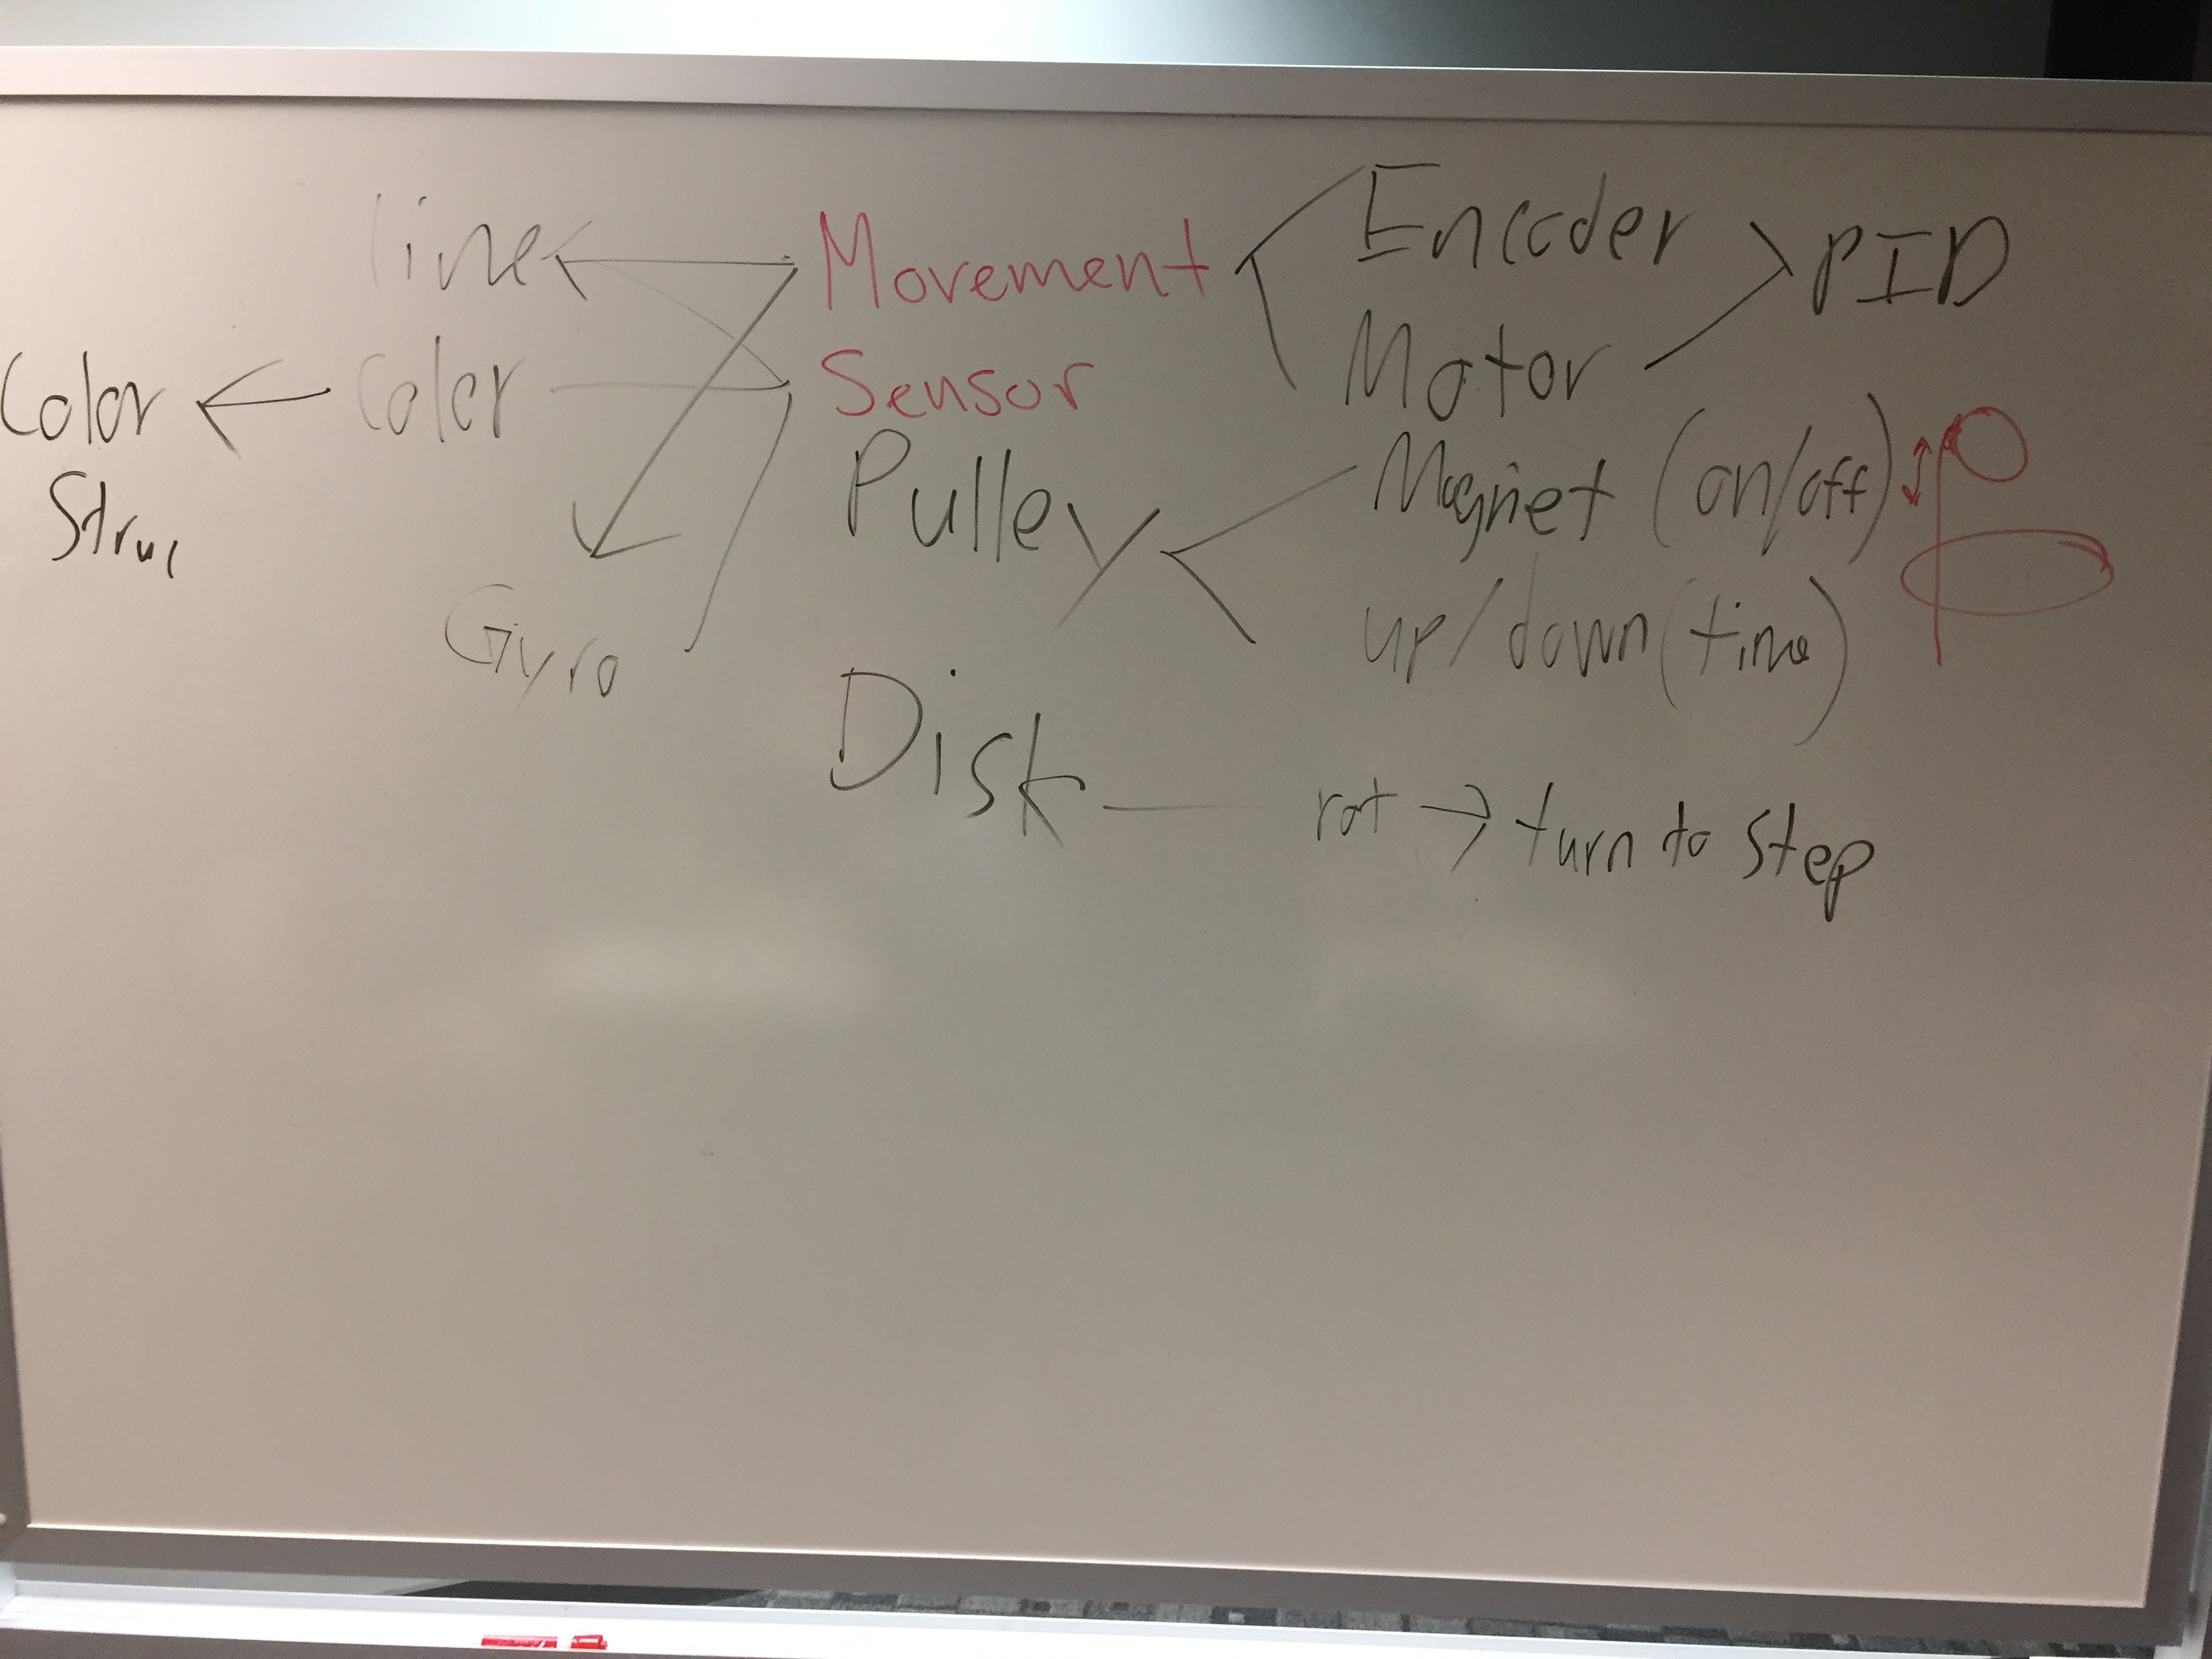 line Movement Encoder PID
Color Color Sensor Motor
Struc Pulley Magnet (on/off)
Gyro up/down (time)
Disk rot → turn to step